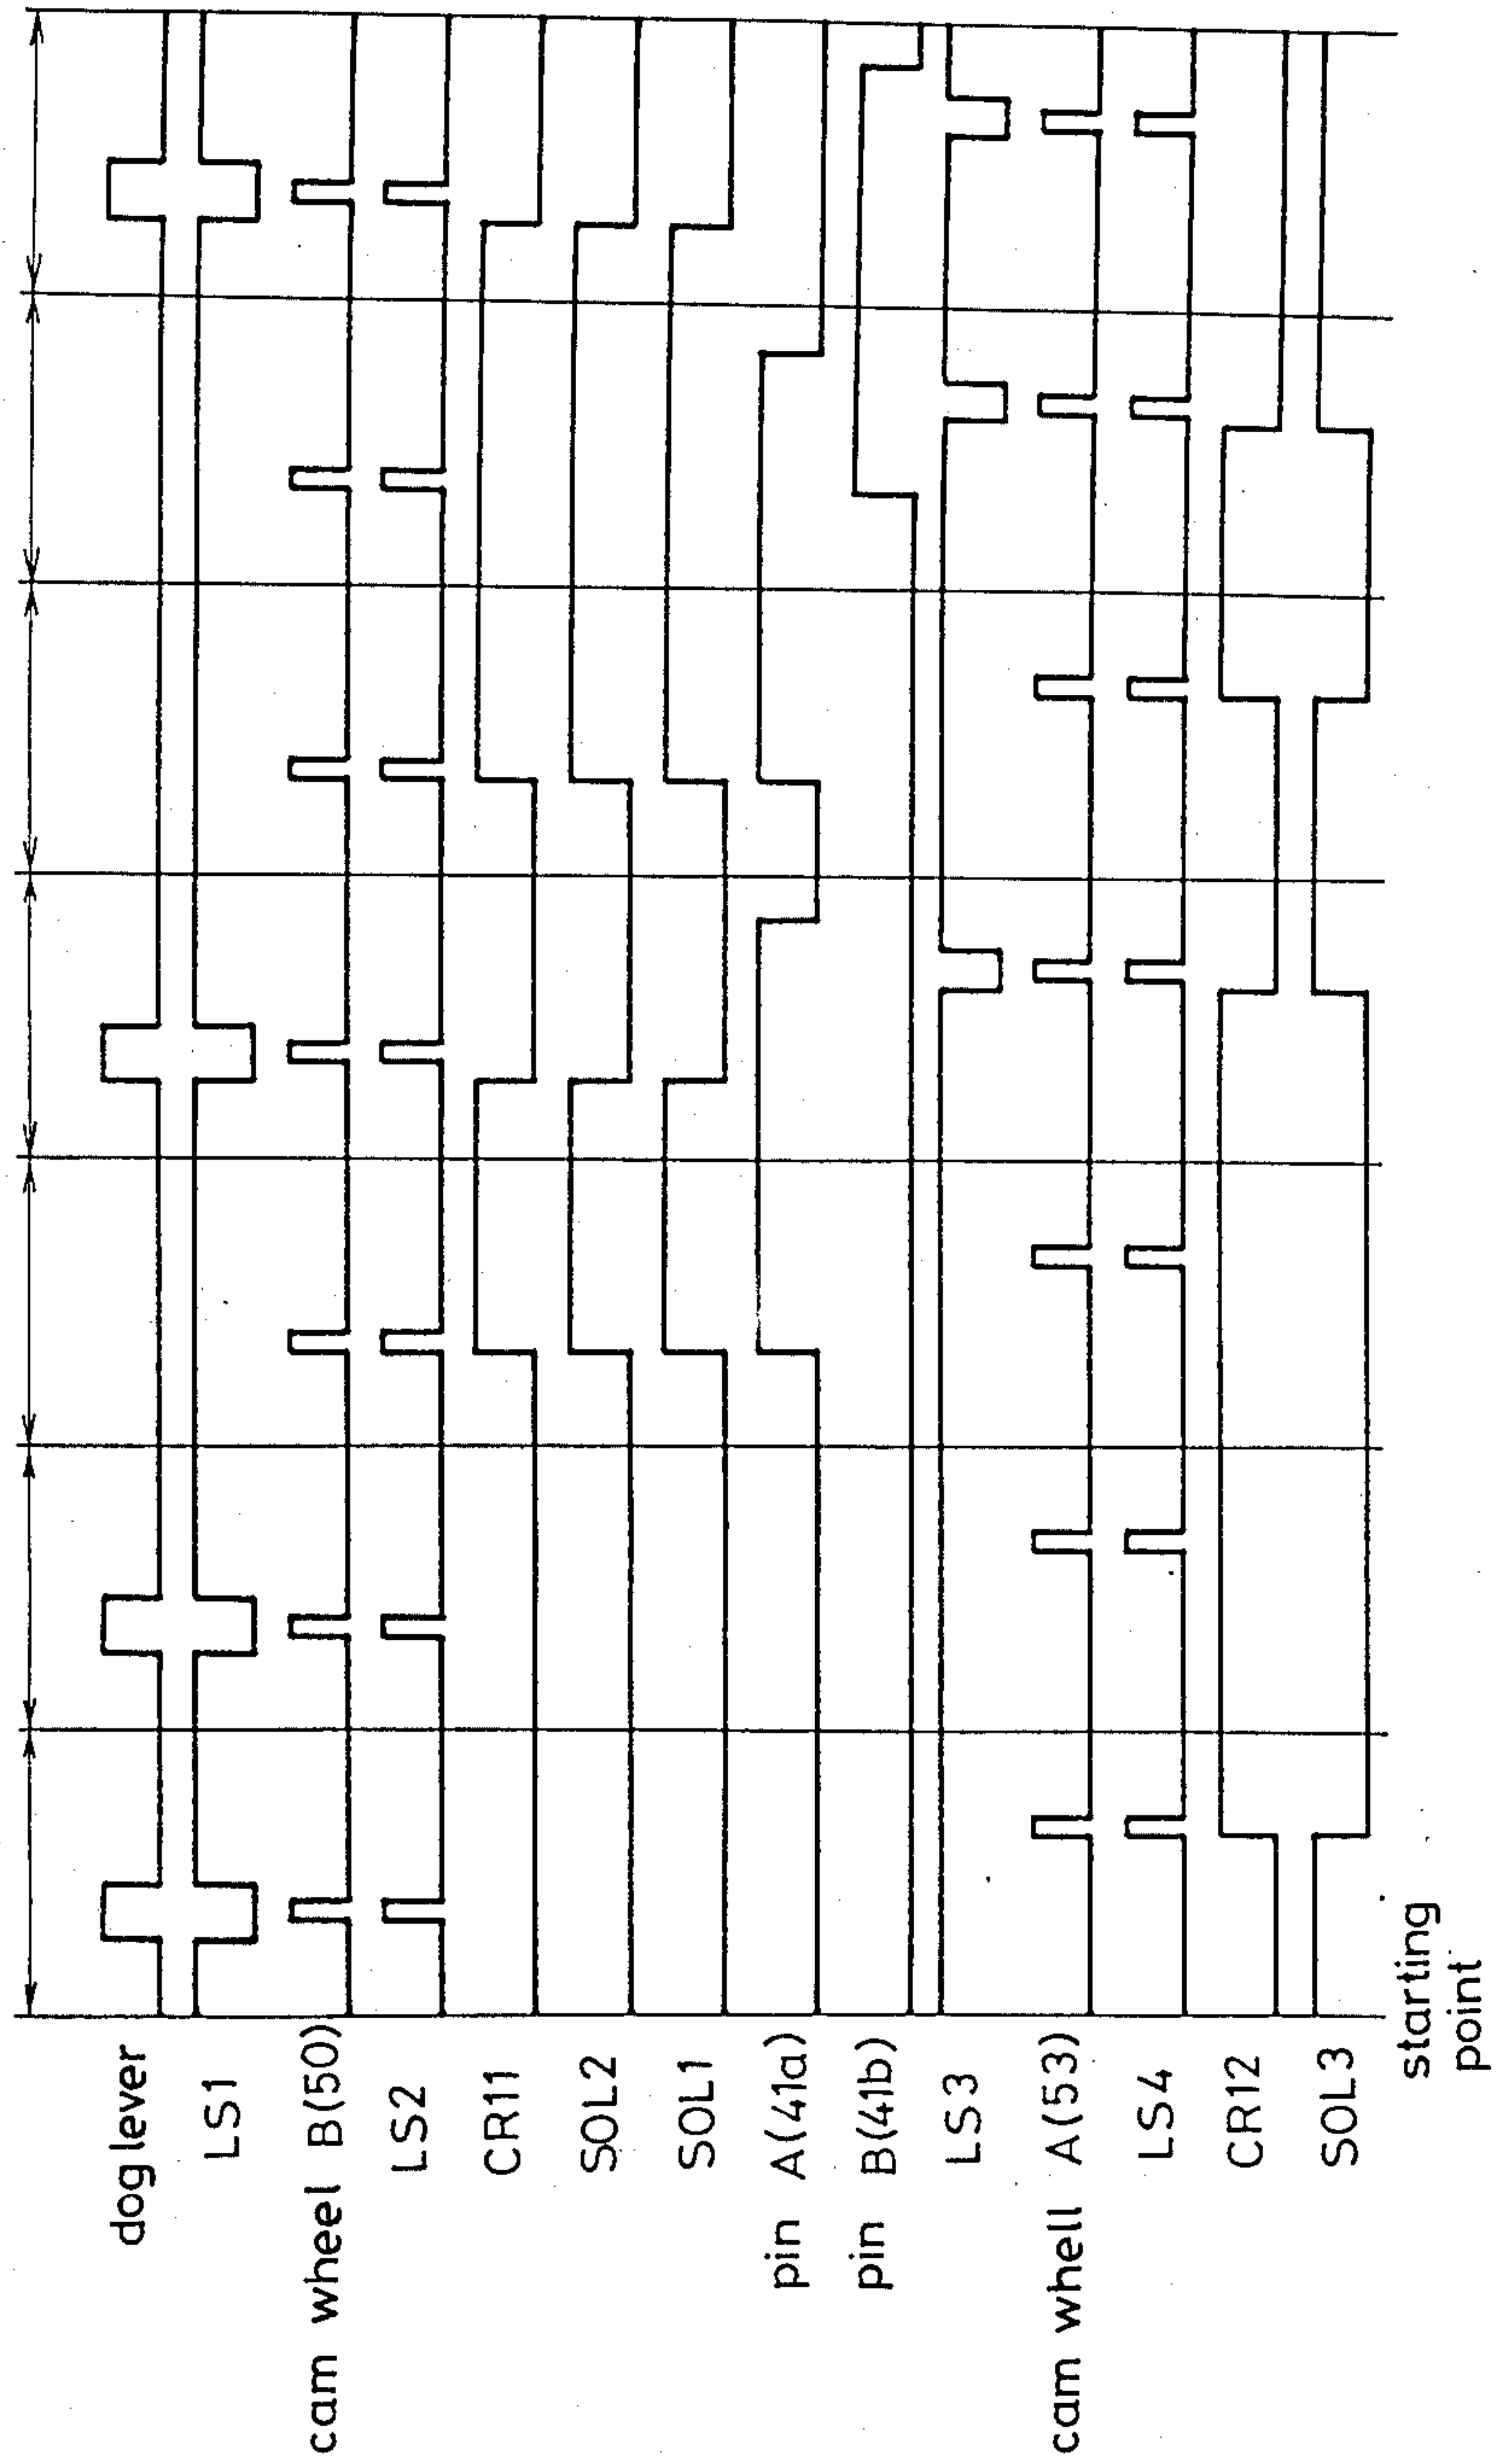 dog lever
LS1
cam wheel B(50)
LS2
CR11
SOL2
SOL1
pin A(41a)
pin B(41b)
LS3
cam whell A(53)
LS4
CR12
SOL3
starting
point